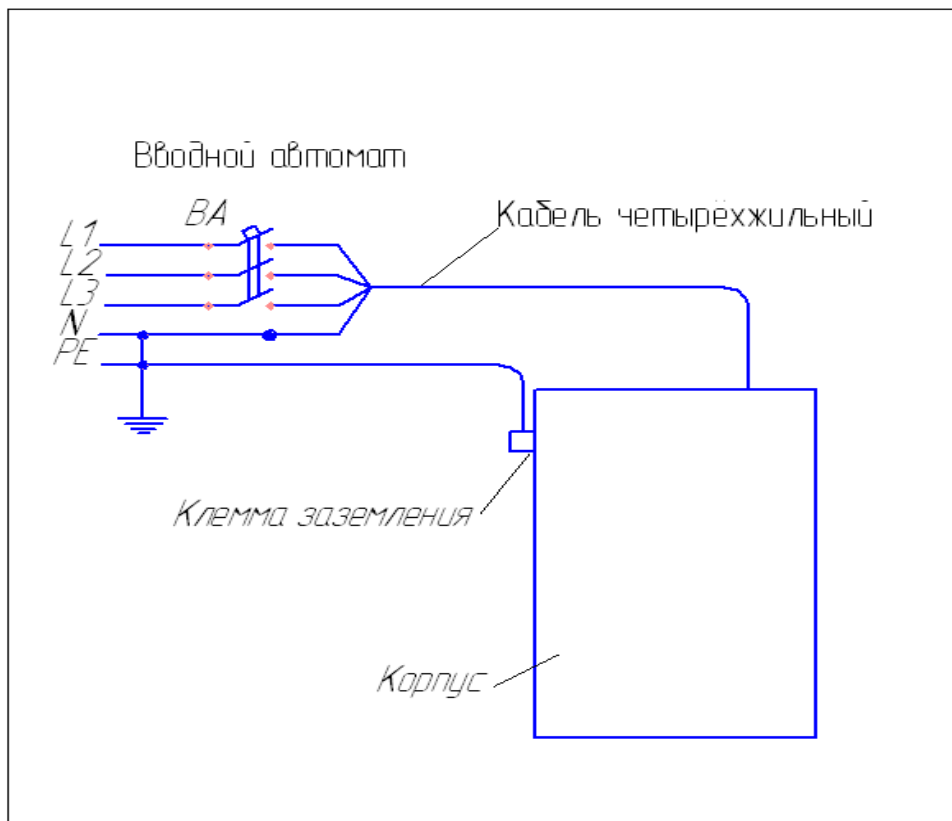 Вводной автомат
ВА
Кабель четырёхжильный
L1
L2
L3
N
PE
Клемма заземления
Корпус